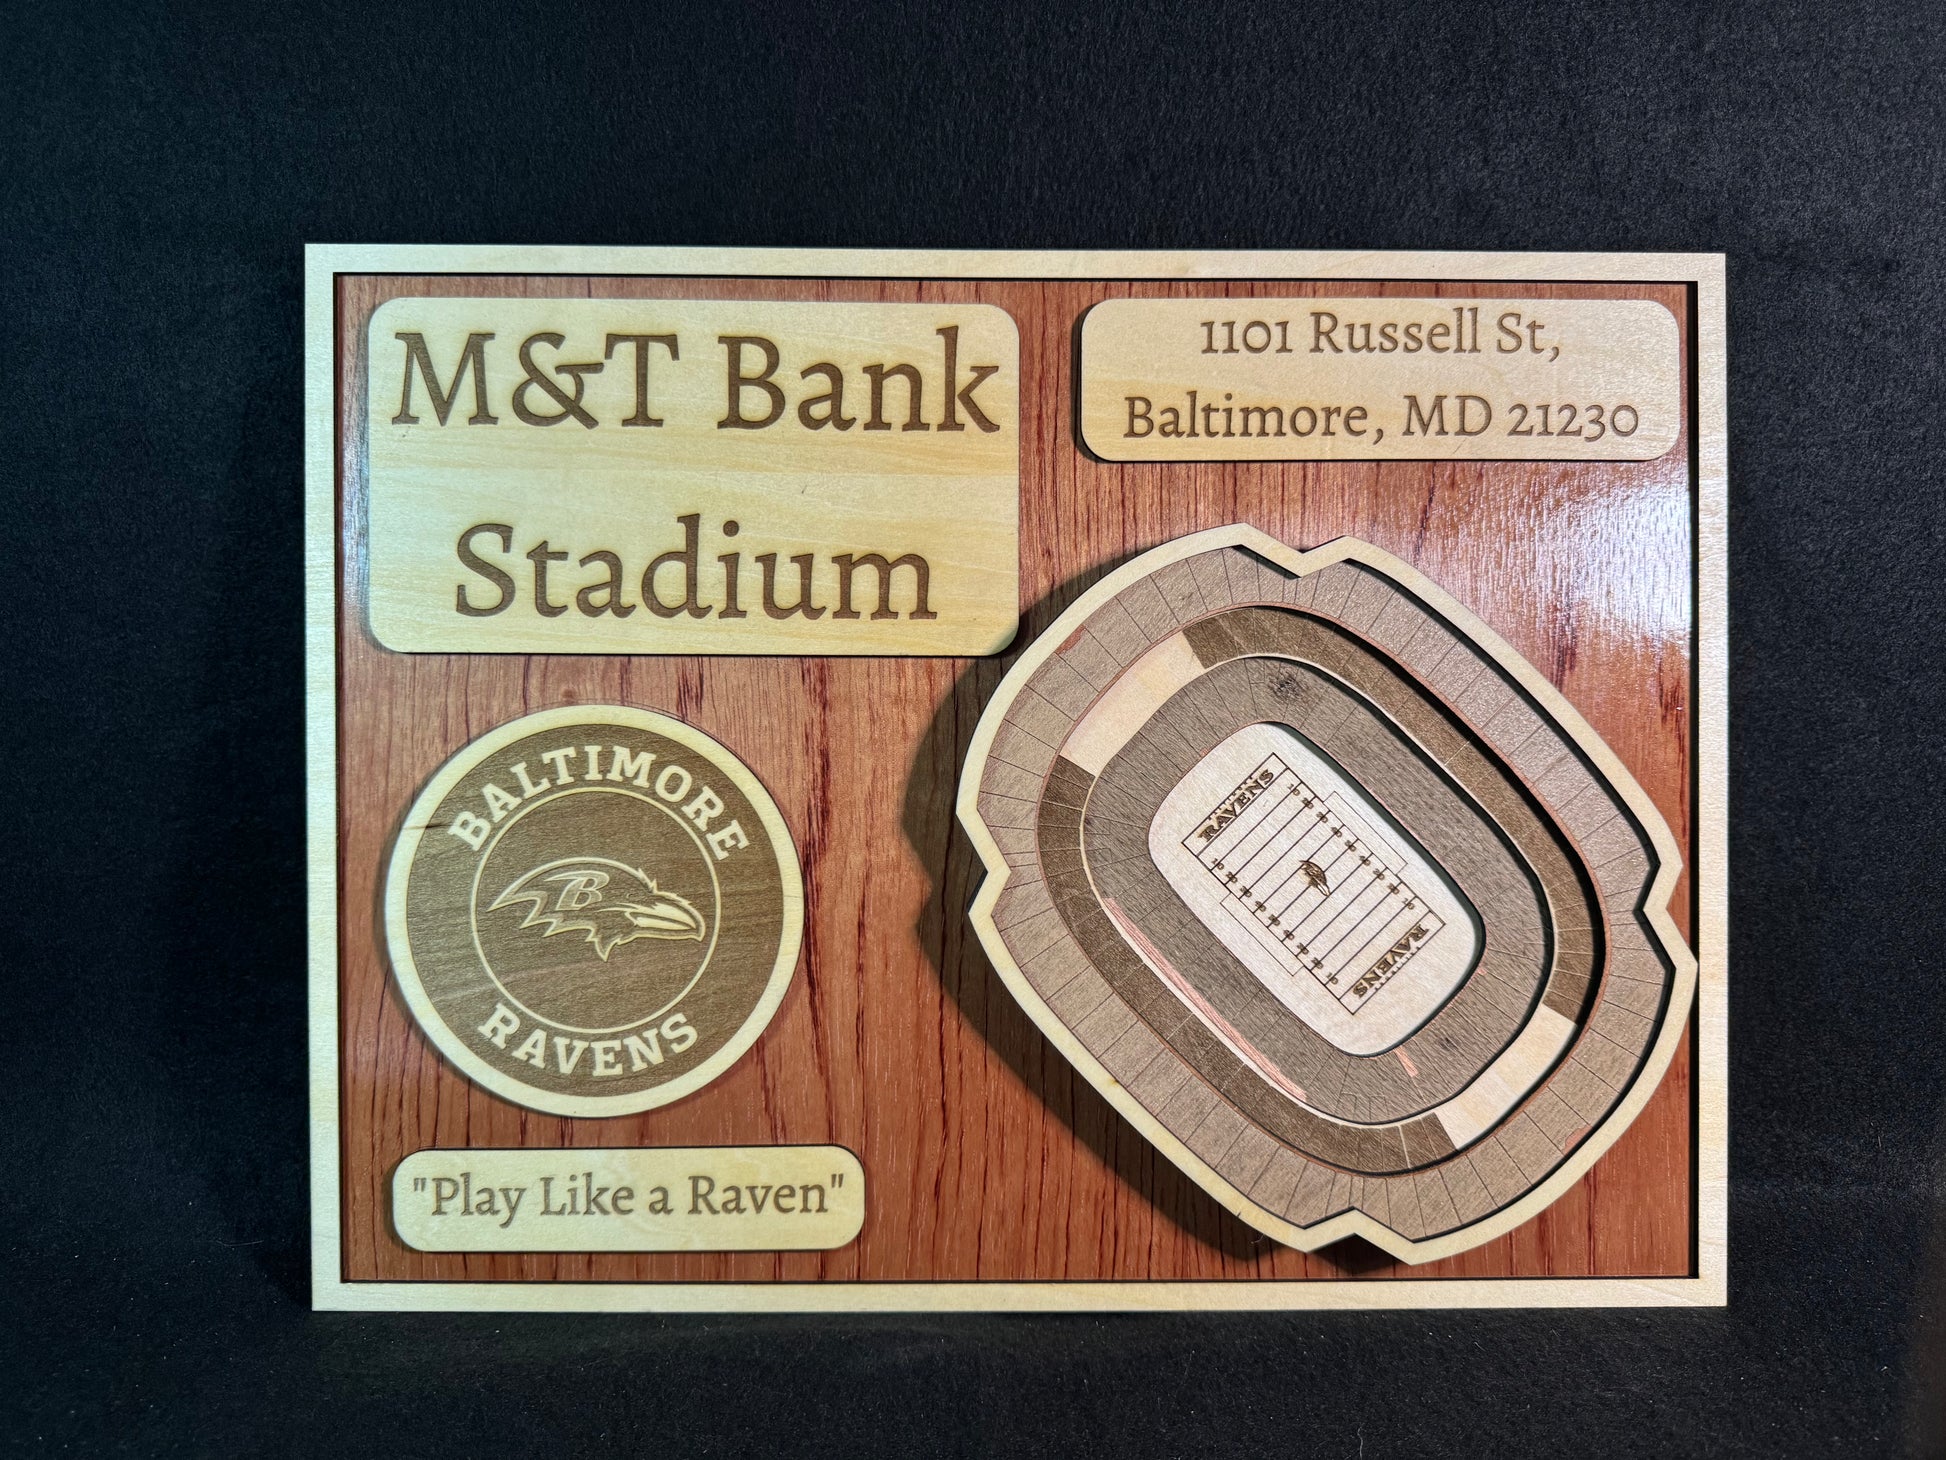 M&T Bank
Stadium
1101 Russell St,
Baltimore, MD 21230
BALTIMORE
B
RAVENS
"Play Like a Raven"
RAVENS
RAVENS